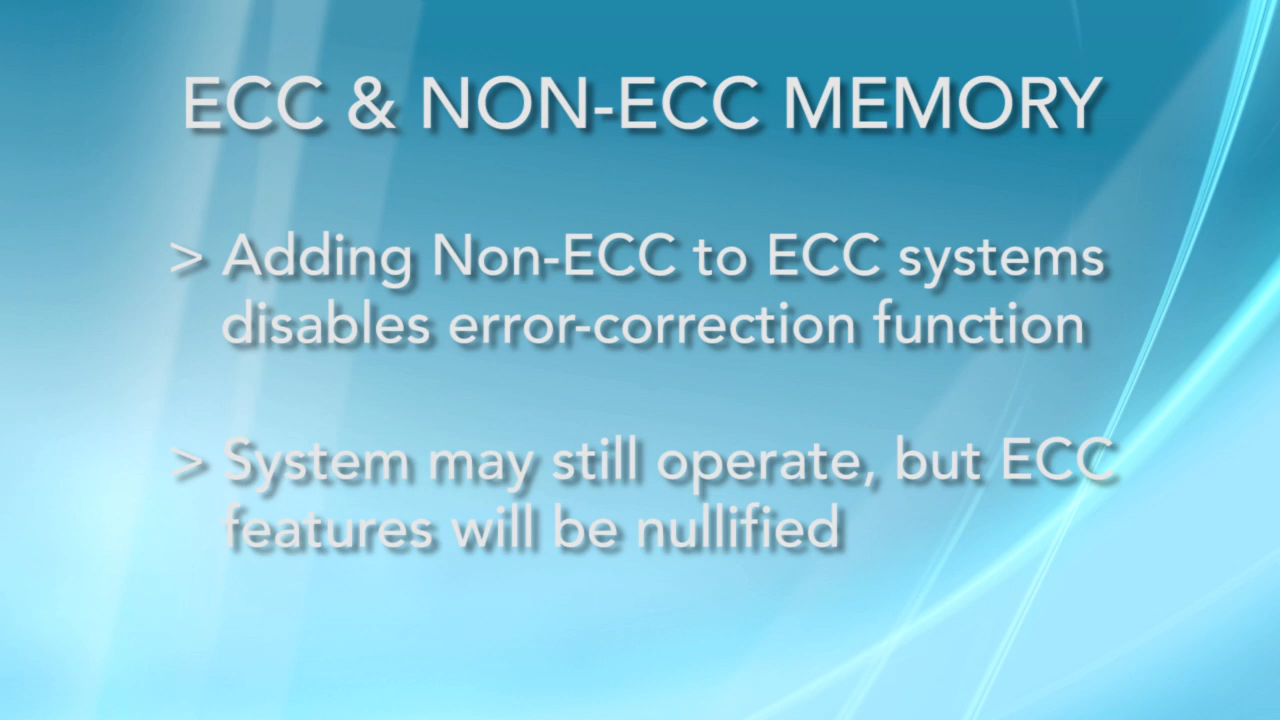 ECC & NON-ECC MEMORY
> Adding Non-ECC to ECC systems
disables error-correction function
> System may still operate, but ECC
features will be nullified